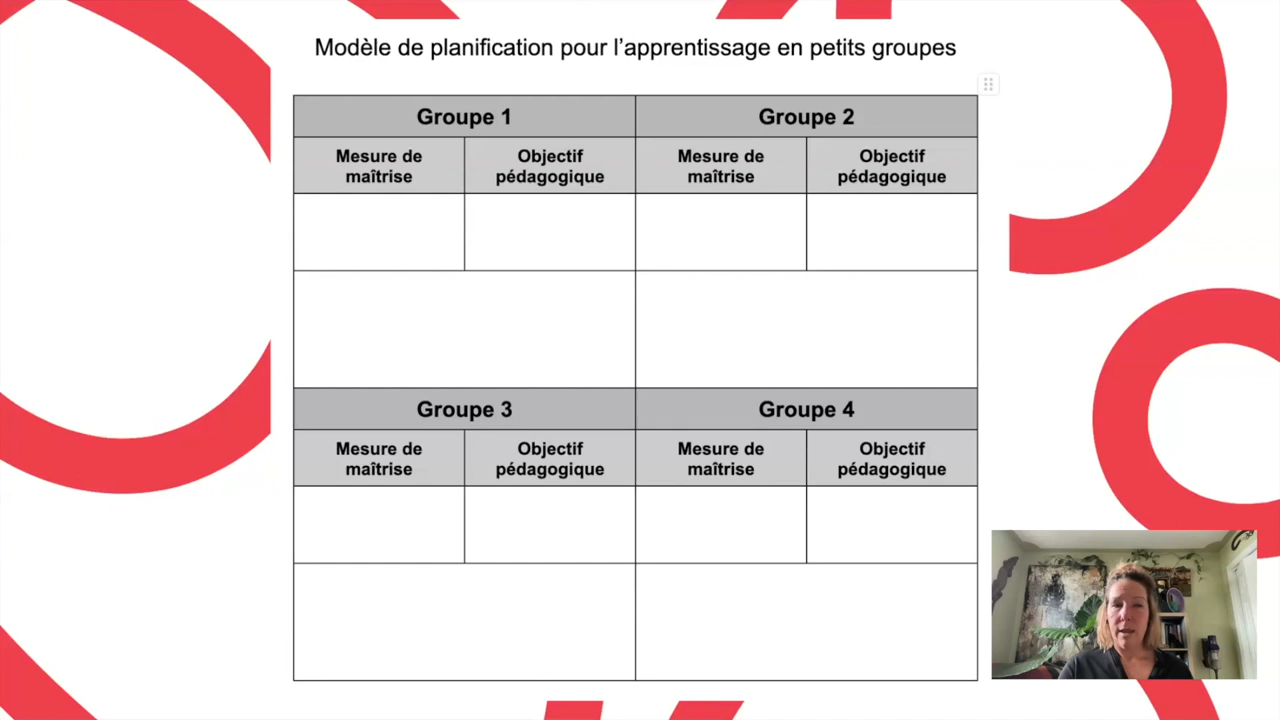 Modèle de planification pour l’apprentissage en petits groupes
Groupe 1
Groupe 2
Mesure de
maîtrise
Objectif
pédagogique
Mesure de
maîtrise
Objectif
pédagogique
Groupe 3
Groupe 4
Mesure de
maîtrise
Objectif
pédagogique
Mesure de
maîtrise
Objectif
pédagogique